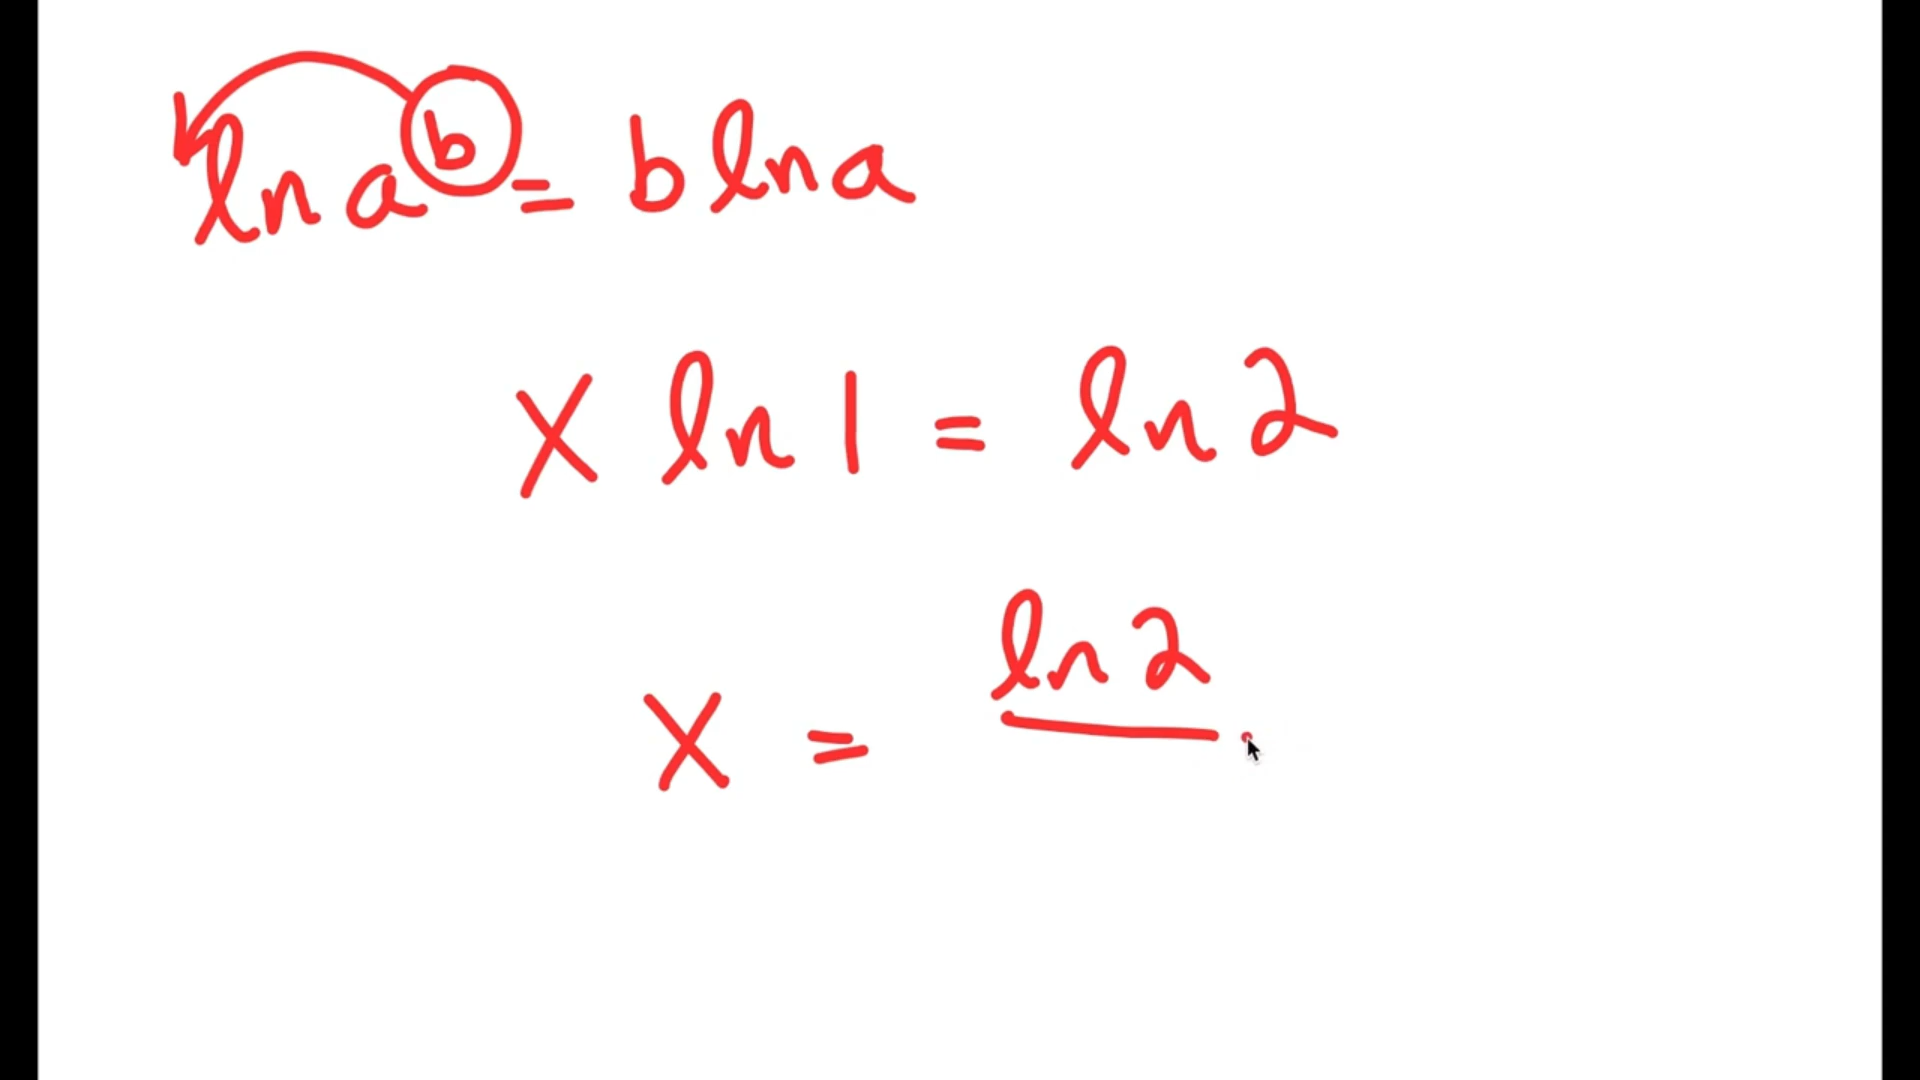 ln a^b = b ln a
x ln 1 = ln 2
x = ln 2